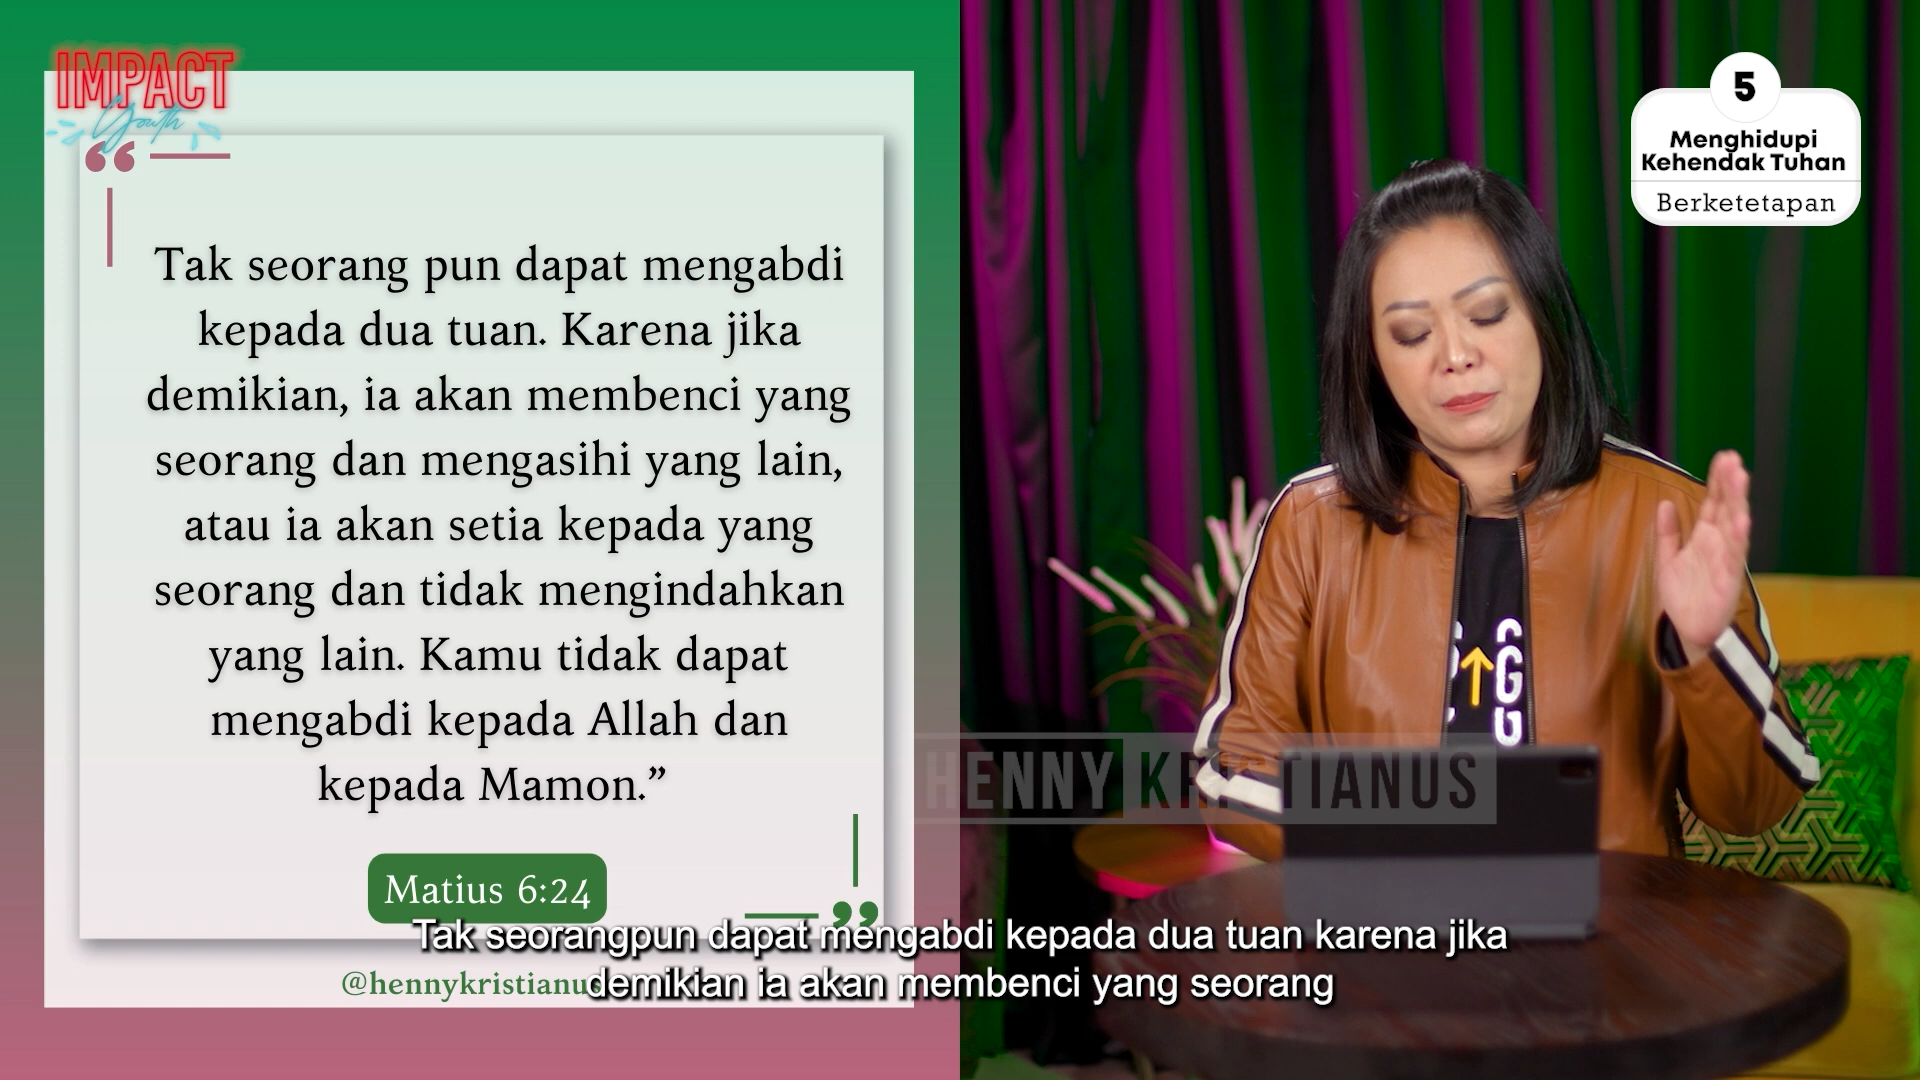 IMPACT
Youth
“
Tak seorang pun dapat mengabdi
kepada dua tuan. Karena jika
demikian, ia akan membenci yang
seorang dan mengasihi yang lain,
atau ia akan setia kepada yang
seorang dan tidak mengindahkan
yang lain. Kamu tidak dapat
mengabdi kepada Allah dan
kepada Mamon.”
Matius 6:24
”
@hennykristianus
5
Menghidupi
Kehendak Tuhan
Berketetapan
HENNY KRISTIANUS
Tak seorangpun dapat mengabdi kepada dua tuan karena jika
demikian ia akan membenci yang seorang